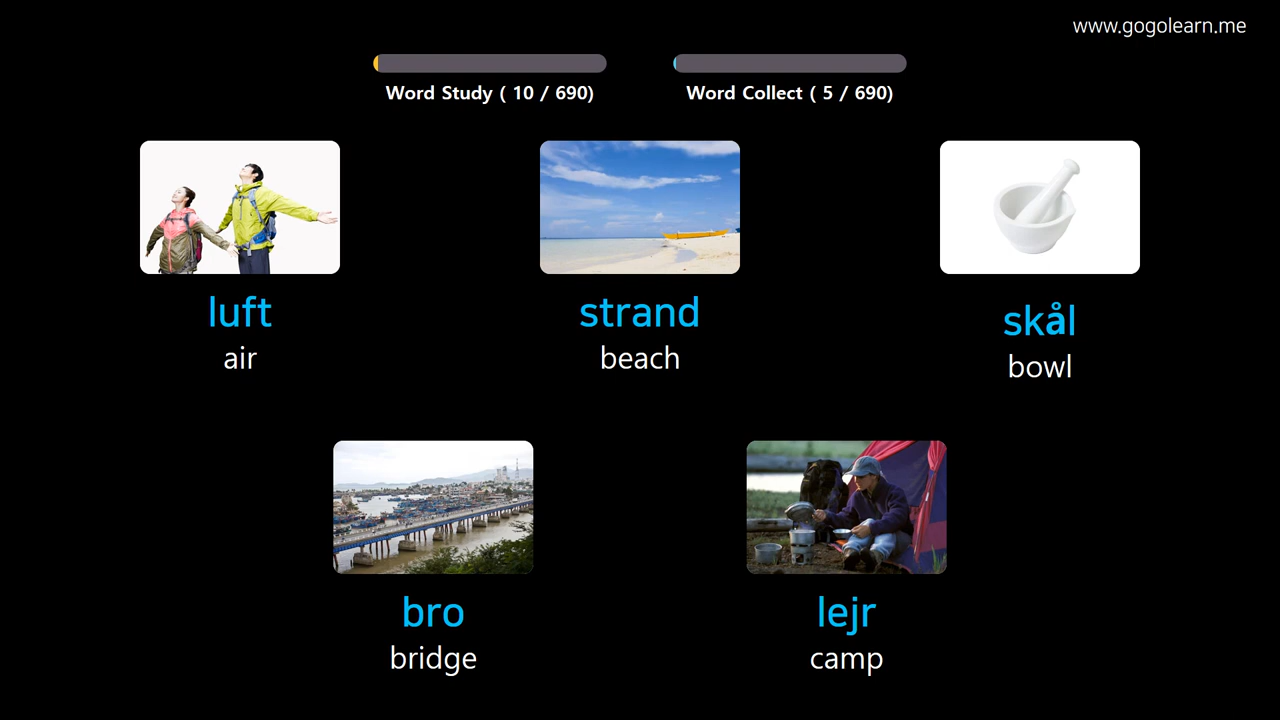 www.gogolearn.me
Word Study ( 10 / 690)
Word Collect ( 5 / 690)
luft
air
strand
beach
skål
bowl
bro
bridge
lejr
camp